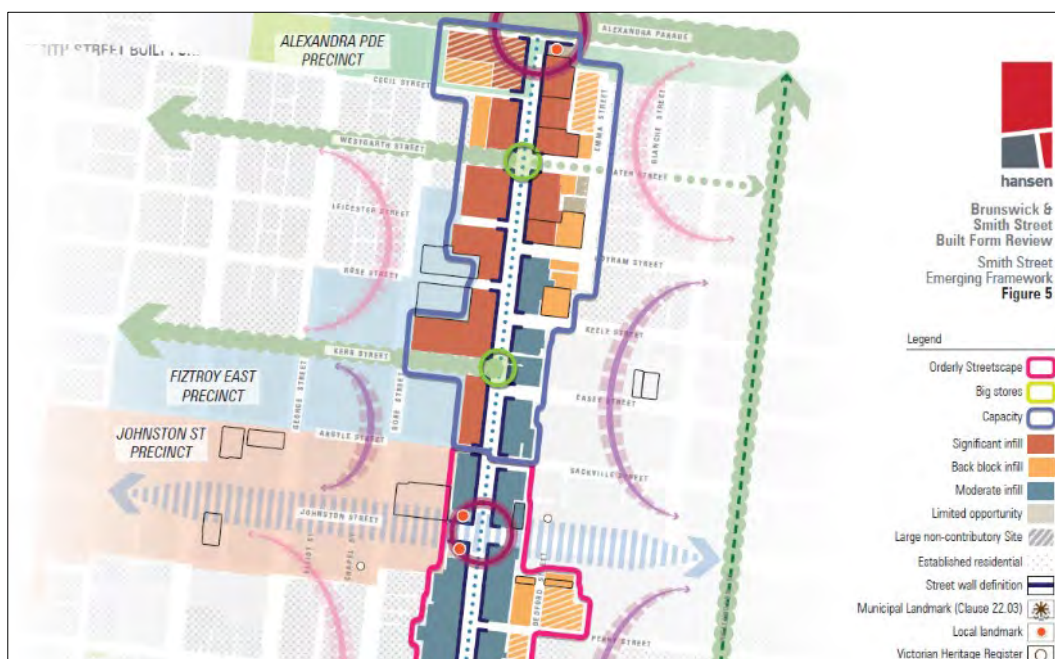 ALEXANDRA PARADE
ALEXANDRA PDE
PRECINCT
CECIL STREET
EMMA STREET
BLANCHE STREET
WESTGARTH STREET
LEICESTER STREET
ROSE STREET
KEELE STREET
KERR STREET
FIZTROY EAST
PRECINCT
GEORGE STREET
GORE STREET
EASEY STREET
ARGYLE STREET
JOHNSTON ST
PRECINCT
SACKVILLE STREET
JOHNSTON STREET
BEDFORD STREET
PERRY STREET
hansen
Brunswick &
Smith Street
Built Form Review
Smith Street
Emerging Framework
Figure 5
Legend
Orderly Streetscape
Big stores
Capacity
Significant infill
Back block infill
Moderate infill
Limited opportunity
Large non-contributory Site
Established residential
Street wall definition
Municipal Landmark (Clause 22.03)
Local landmark
Victorian Heritage Register